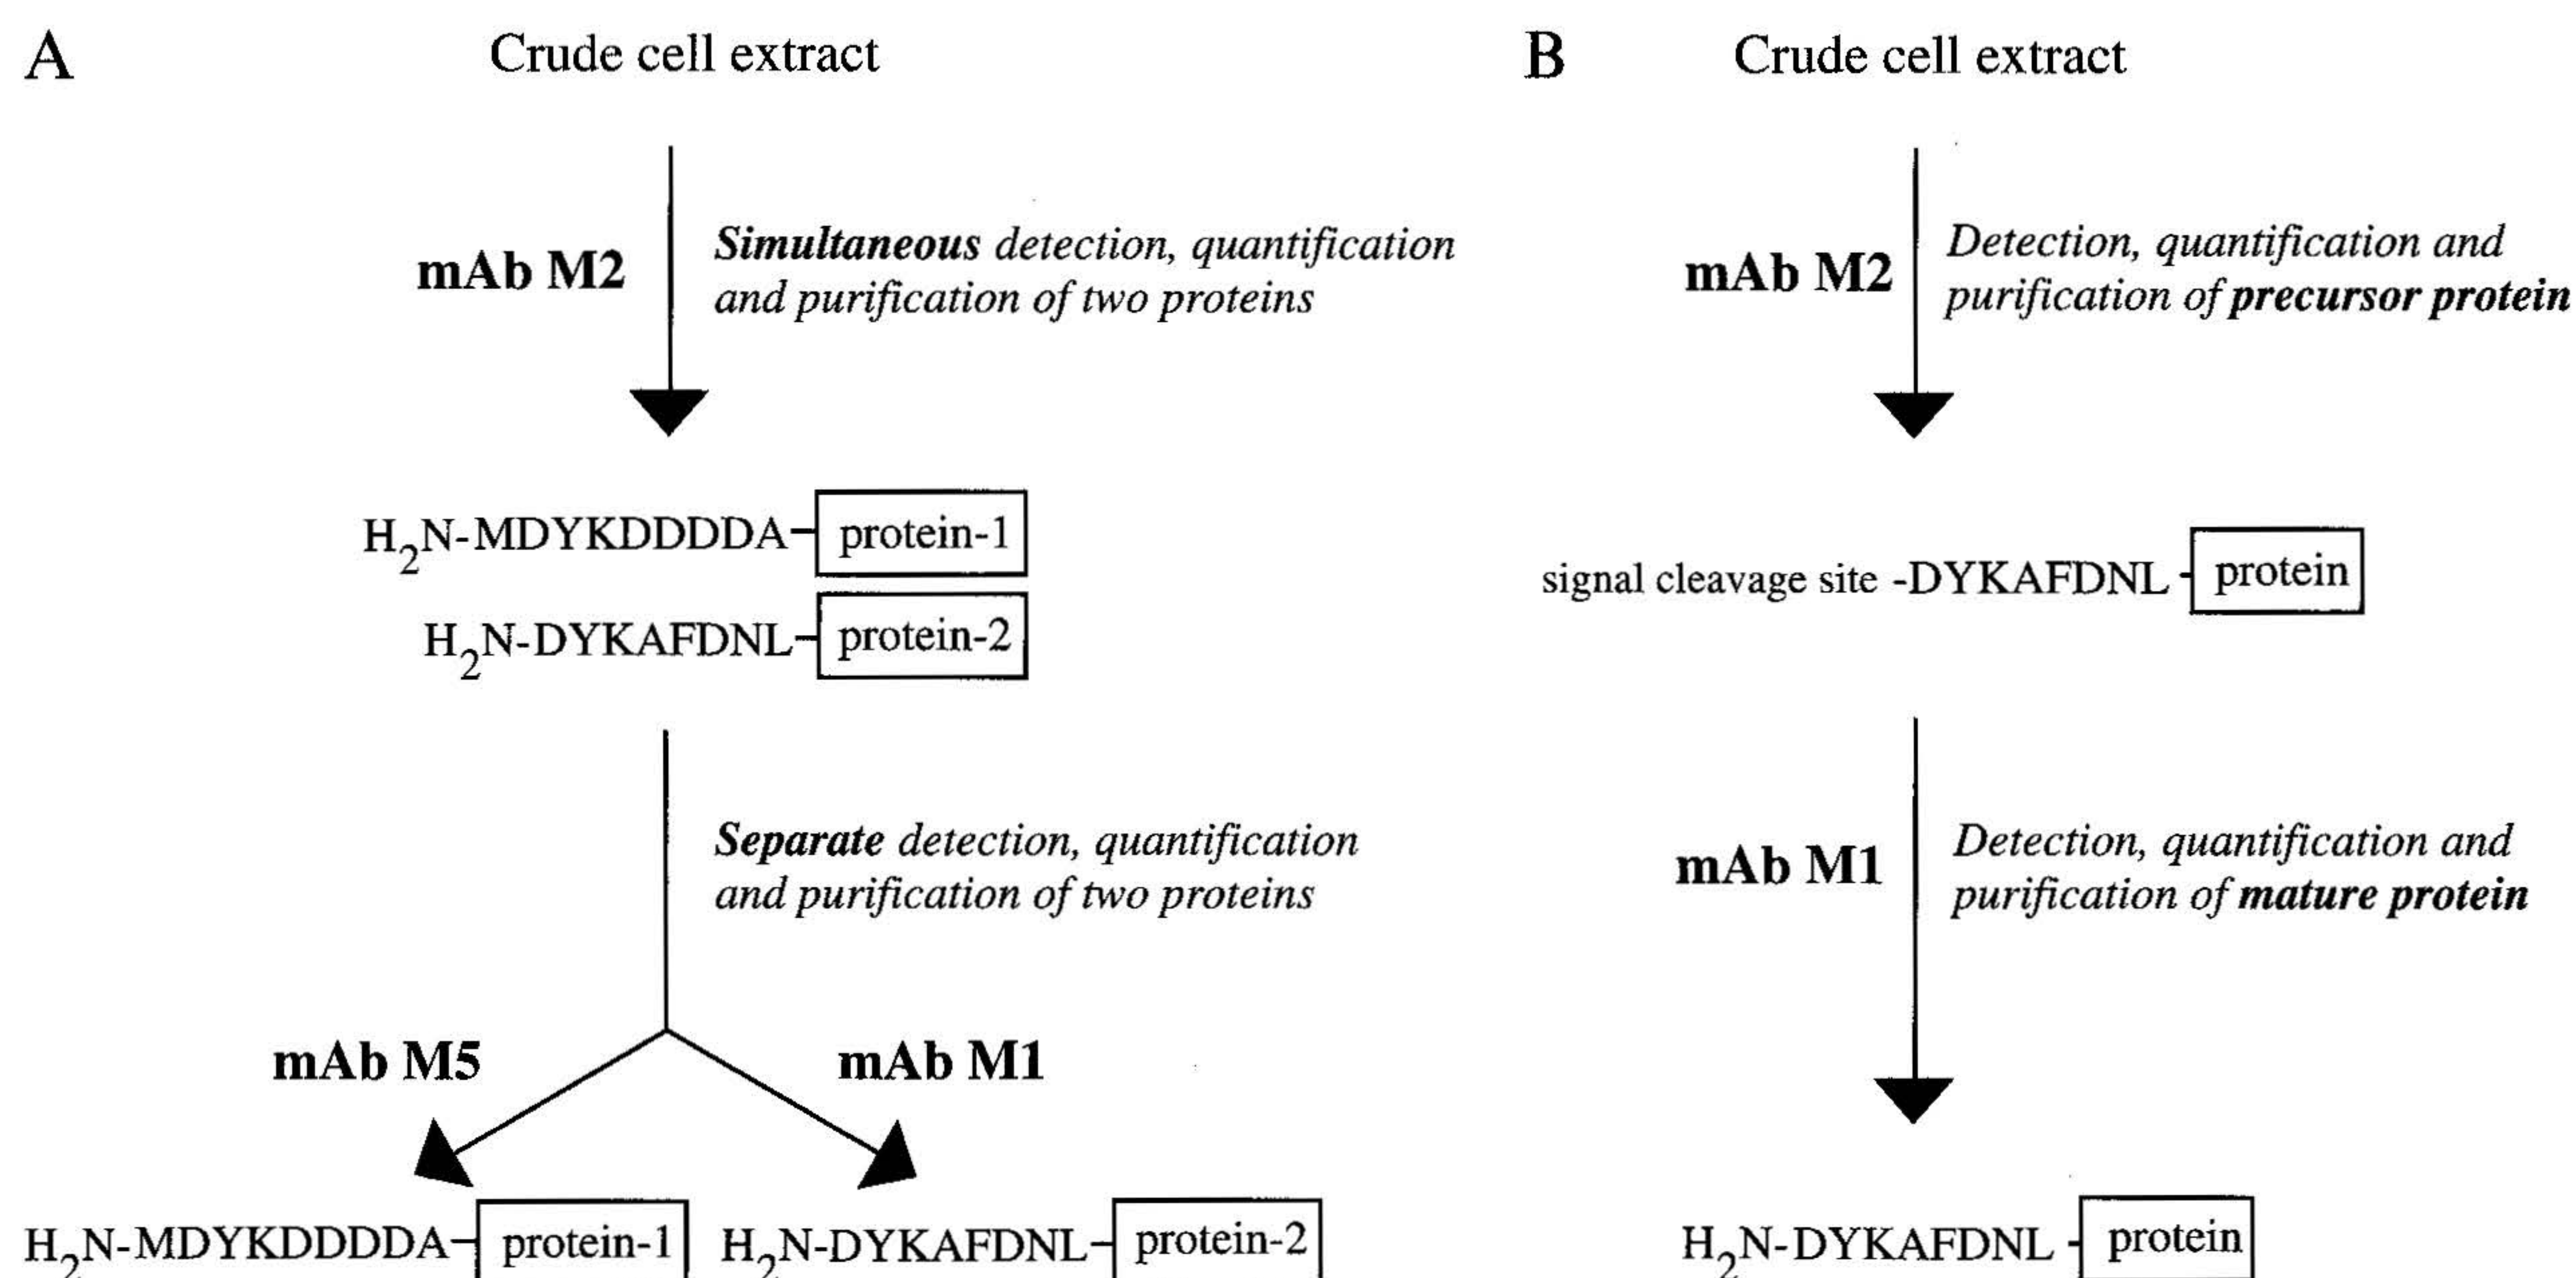 A
Crude cell extract
mAb M2
Simultaneous detection, quantification
and purification of two proteins
H2N-MDYKDDDDA-
protein-1
H2N-DYKAFDNL-
protein-2
Separate detection, quantification
and purification of two proteins
mAb M5
mAb M1
H2N-MDYKDDDDA-
protein-1
H2N-DYKAFDNL-
protein-2
B
Crude cell extract
mAb M2
Detection, quantification and
purification of precursor protein
signal cleavage site -DYKAFDNL -
protein
mAb M1
Detection, quantification and
purification of mature protein
H2N-DYKAFDNL -
protein